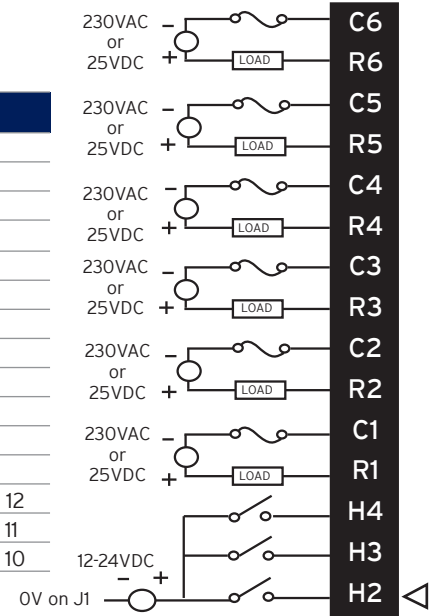 230VAC
or
25VDC
−
+
LOAD
C6
R6
230VAC
or
25VDC
−
+
LOAD
C5
R5
230VAC
or
25VDC
−
+
LOAD
C4
R4
230VAC
or
25VDC
−
+
LOAD
C3
R3
230VAC
or
25VDC
−
+
LOAD
C2
R2
230VAC
or
25VDC
−
+
LOAD
C1
R1
12
11
10
12-24VDC
− +
0V on J1
H4
H3
H2